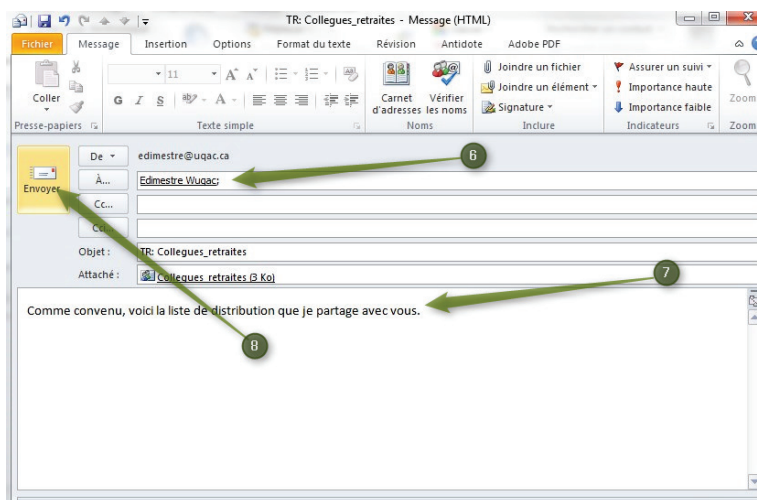 TR: Collegues_retraites - Message (HTML)
Fichier Message Insertion Options Format du texte Révision Antidote Adobe PDF
Coller
11
G I S
Carnet d'adresses
Vérifier les noms
Joindre un fichier
Joindre un élément
Signature
Assurer un suivi
Importance haute
Importance faible
Zoom
Presse-papiers Texte simple Noms Inclure Indicateurs Zoom
Envoyer
De edimestre@uqac.ca
6
À... Edimestre Wuqac;
Cc...
Objet : TR: Collegues_retraites
Attaché : Collegues_retraites (3 Ko)
7
Comme convenu, voici la liste de distribution que je partage avec vous.
8